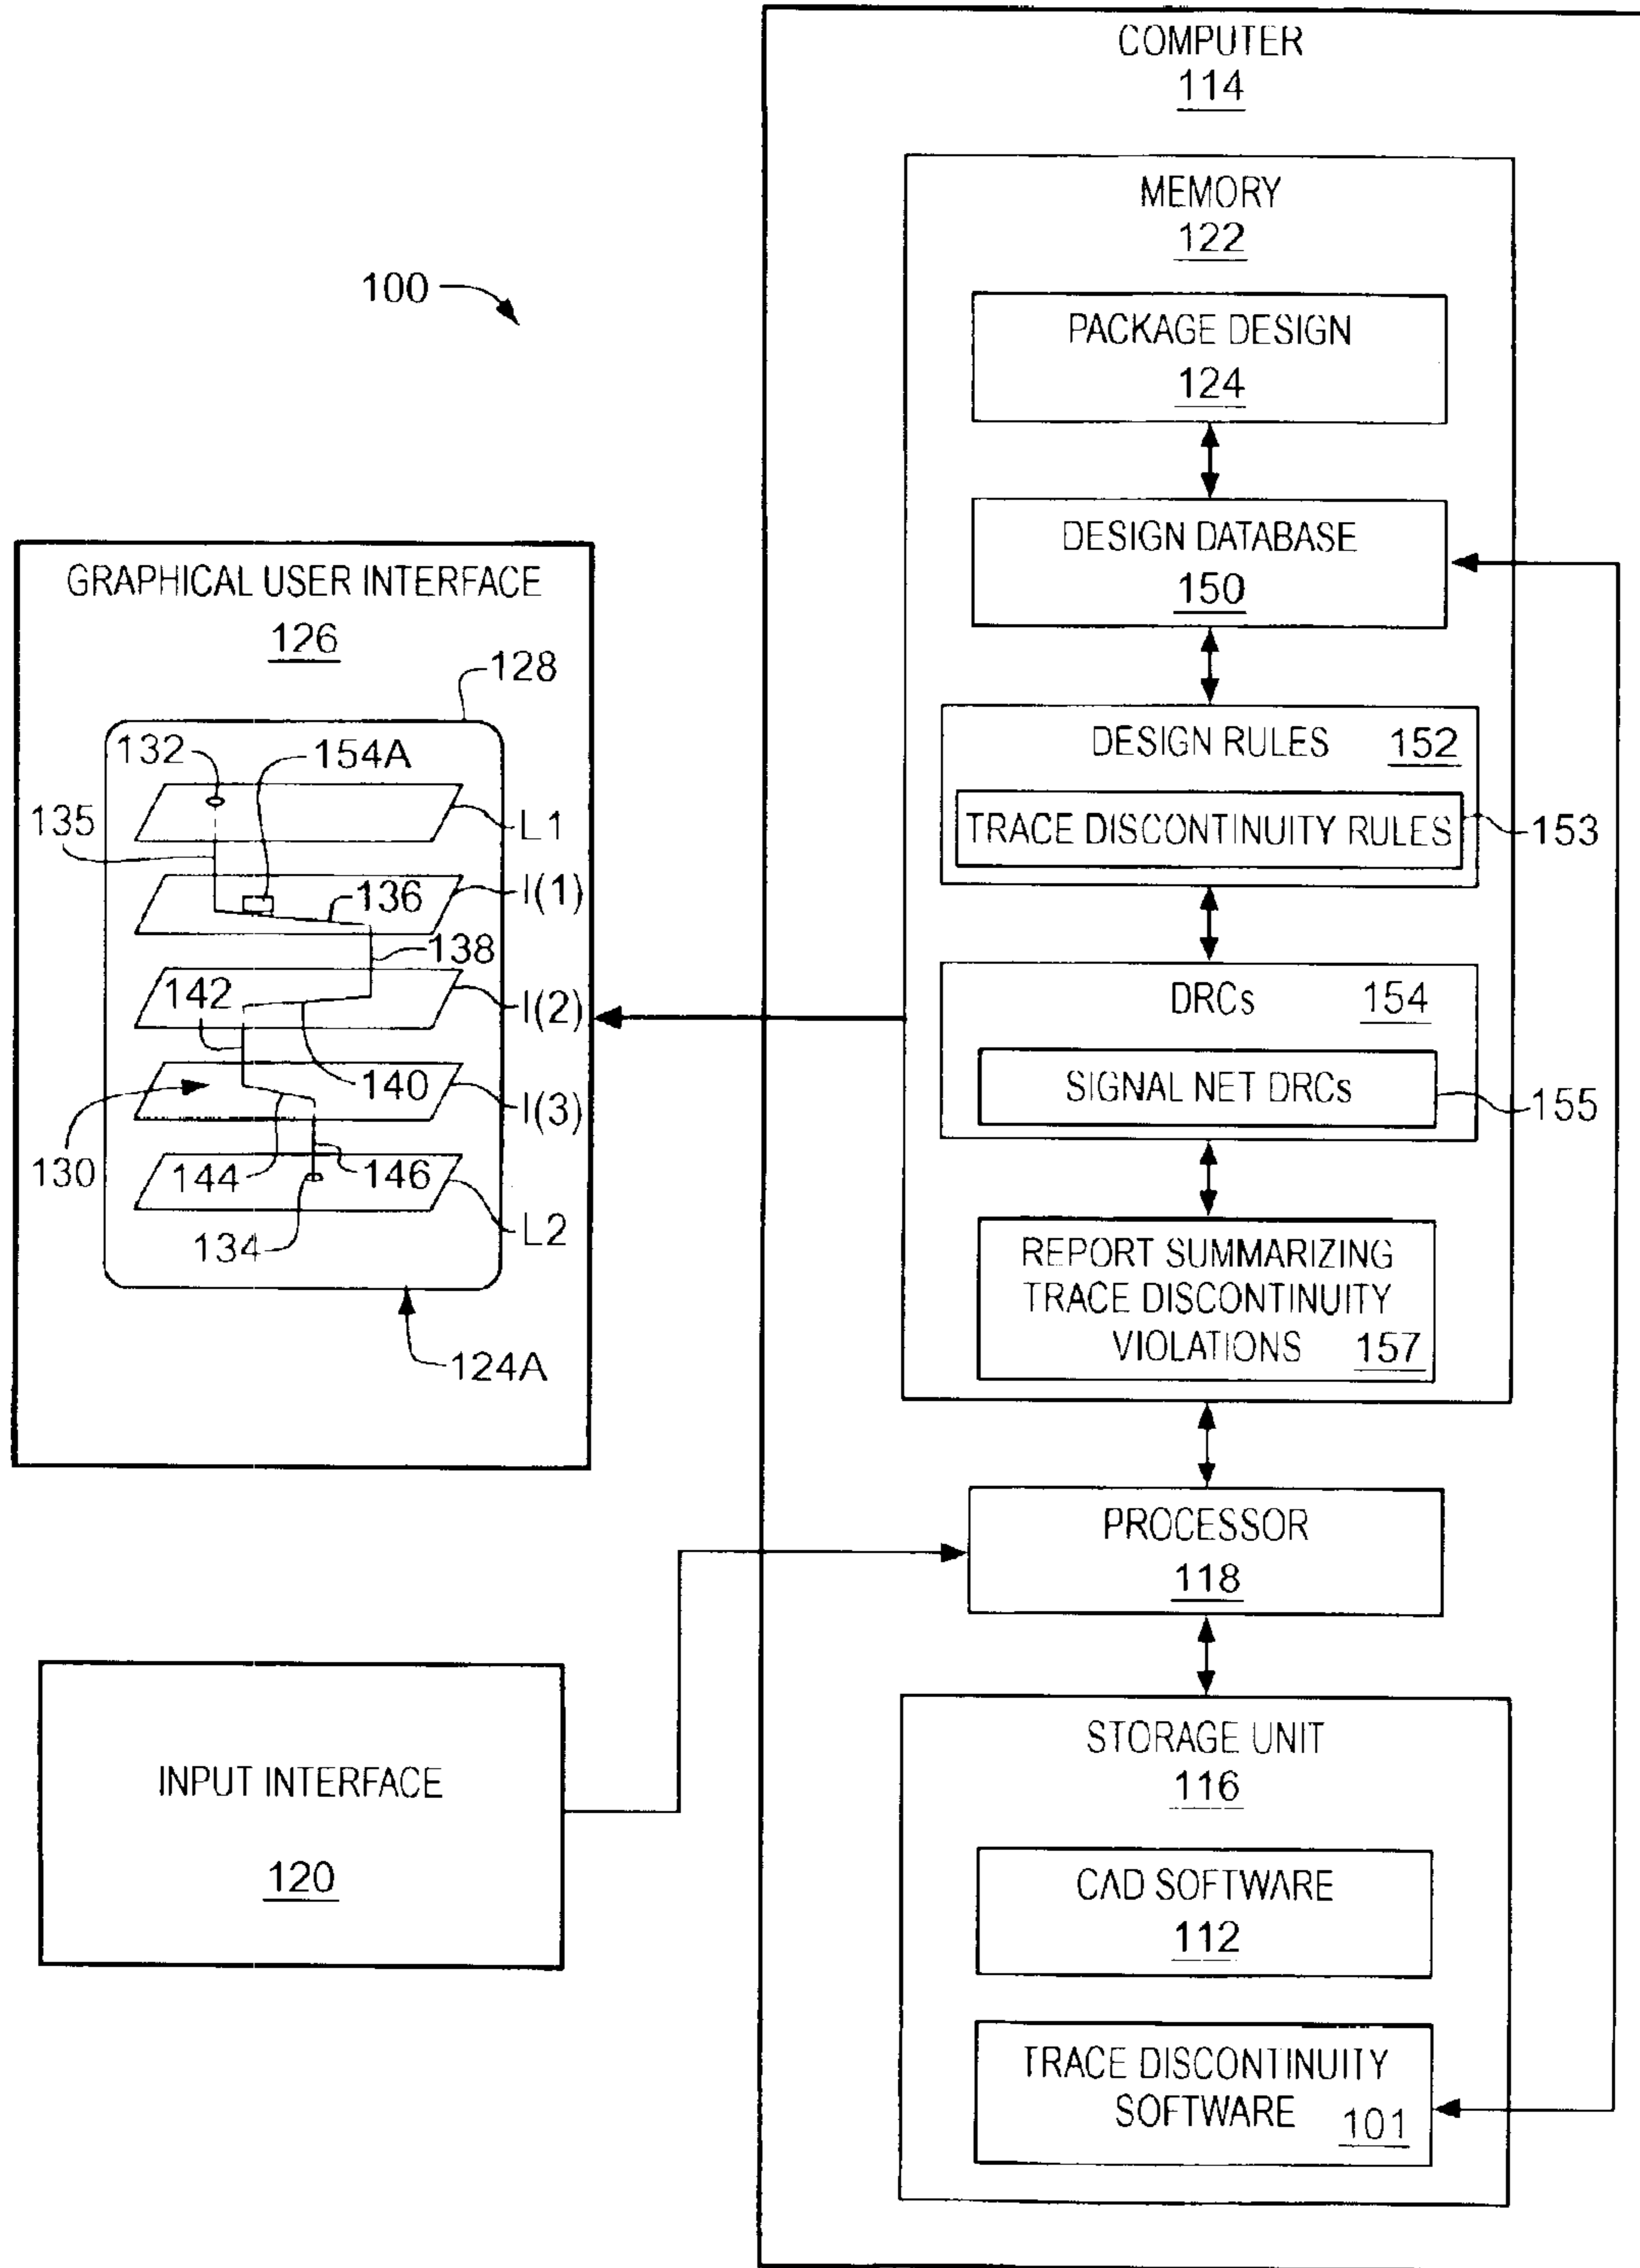 COMPUTER
114
MEMORY
122
100
PACKAGE DESIGN
124
DESIGN DATABASE
150
GRAPHICAL USER INTERFACE
126
128
132
154A
135
L1
I(1)
136
138
142
I(2)
140
130
I(3)
144
146
134
L2
124A
DESIGN RULES 152
TRACE DISCONTINUITY RULES
153
DRCs 154
SIGNAL NET DRCs
155
REPORT SUMMARIZING
TRACE DISCONTINUITY
VIOLATIONS 157
PROCESSOR
118
INPUT INTERFACE
120
STORAGE UNIT
116
CAD SOFTWARE
112
TRACE DISCONTINUITY
SOFTWARE 101